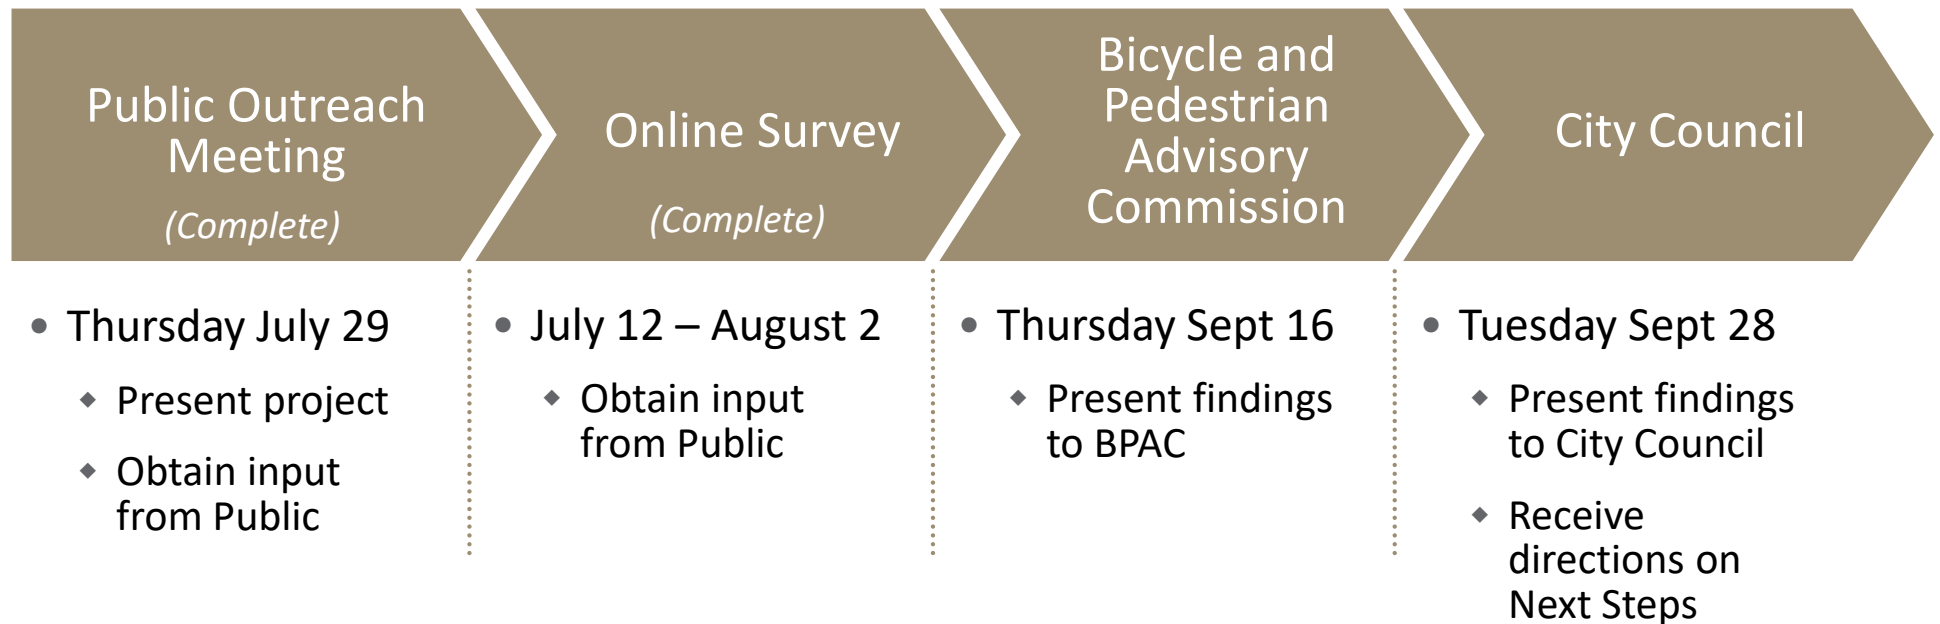 Public Outreach
Meeting
(Complete)
Online Survey
(Complete)
Bicycle and
Pedestrian
Advisory
Commission
City Council
• Thursday July 29
◆ Present project
◆ Obtain input
from Public
• July 12 – August 2
◆ Obtain input
from Public
• Thursday Sept 16
◆ Present findings
to BPAC
• Tuesday Sept 28
◆ Present findings
to City Council
◆ Receive
directions on
Next Steps